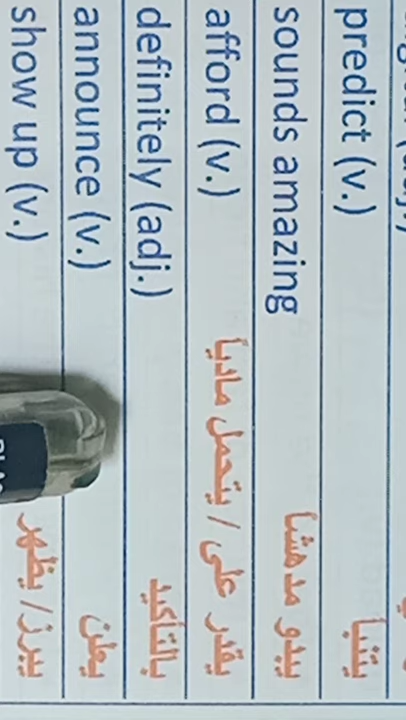 predict (v.) يتنبأ
sounds amazing يبدو مدهشا
afford (v.) يقدر على / يتحمل ماديا
definitely (adj.) بالتأكيد
announce (v.) يعلن
show up (v.) يبرز / يظهر